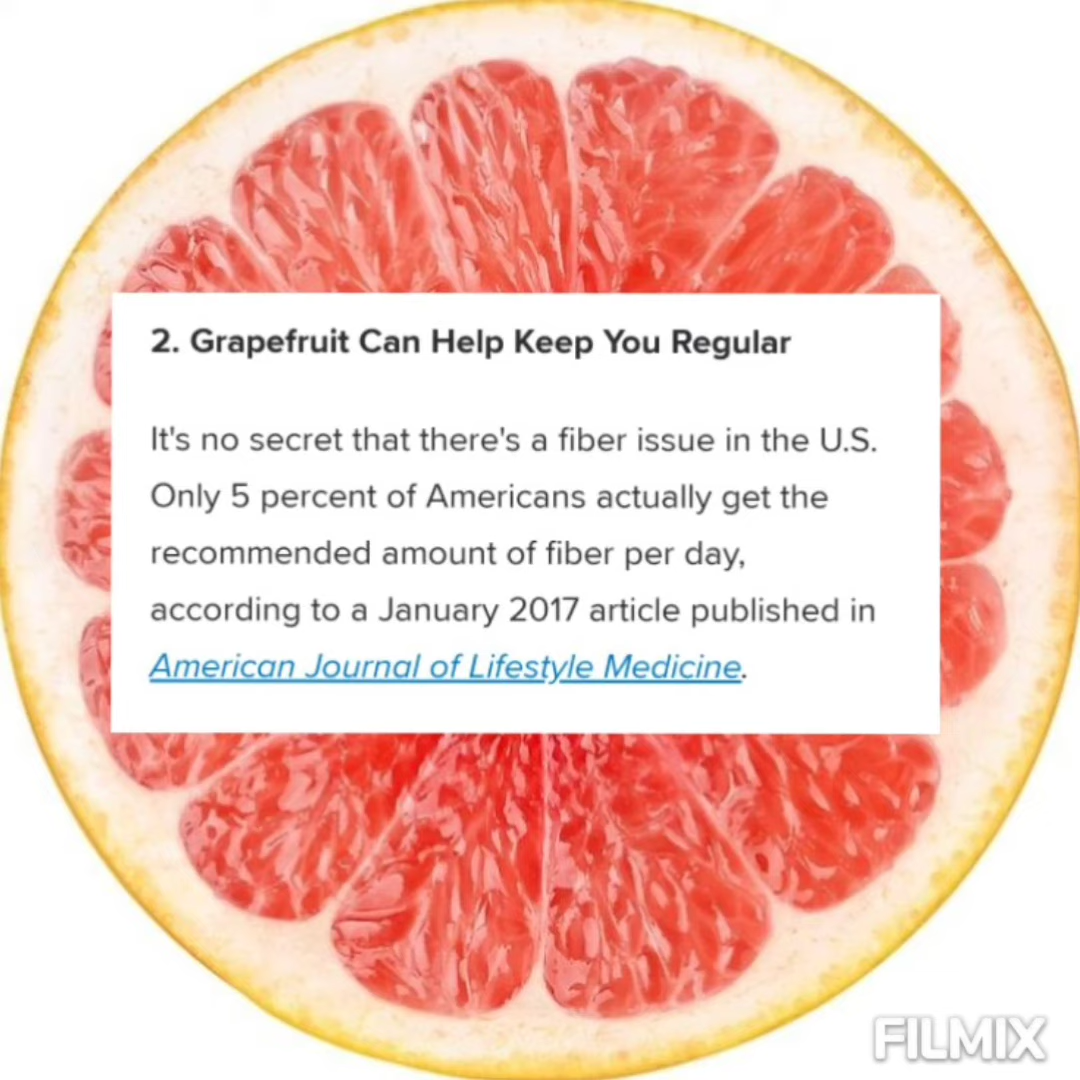 2. Grapefruit Can Help Keep You Regular
It's no secret that there's a fiber issue in the U.S.
Only 5 percent of Americans actually get the
recommended amount of fiber per day,
according to a January 2017 article published in
American Journal of Lifestyle Medicine.
FILMIX